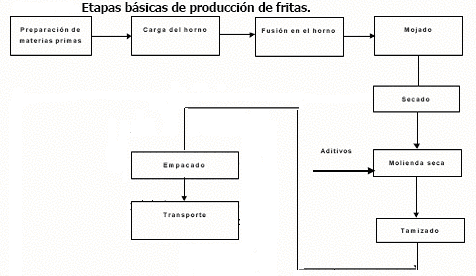 Etapas básicas de producción de fritas.
Preparación de
materias primas
Carga del horno
Fusión en el horno
Mojado
Secado
Aditivos
Molienda seca
Tamizado
Empacado
Transporte